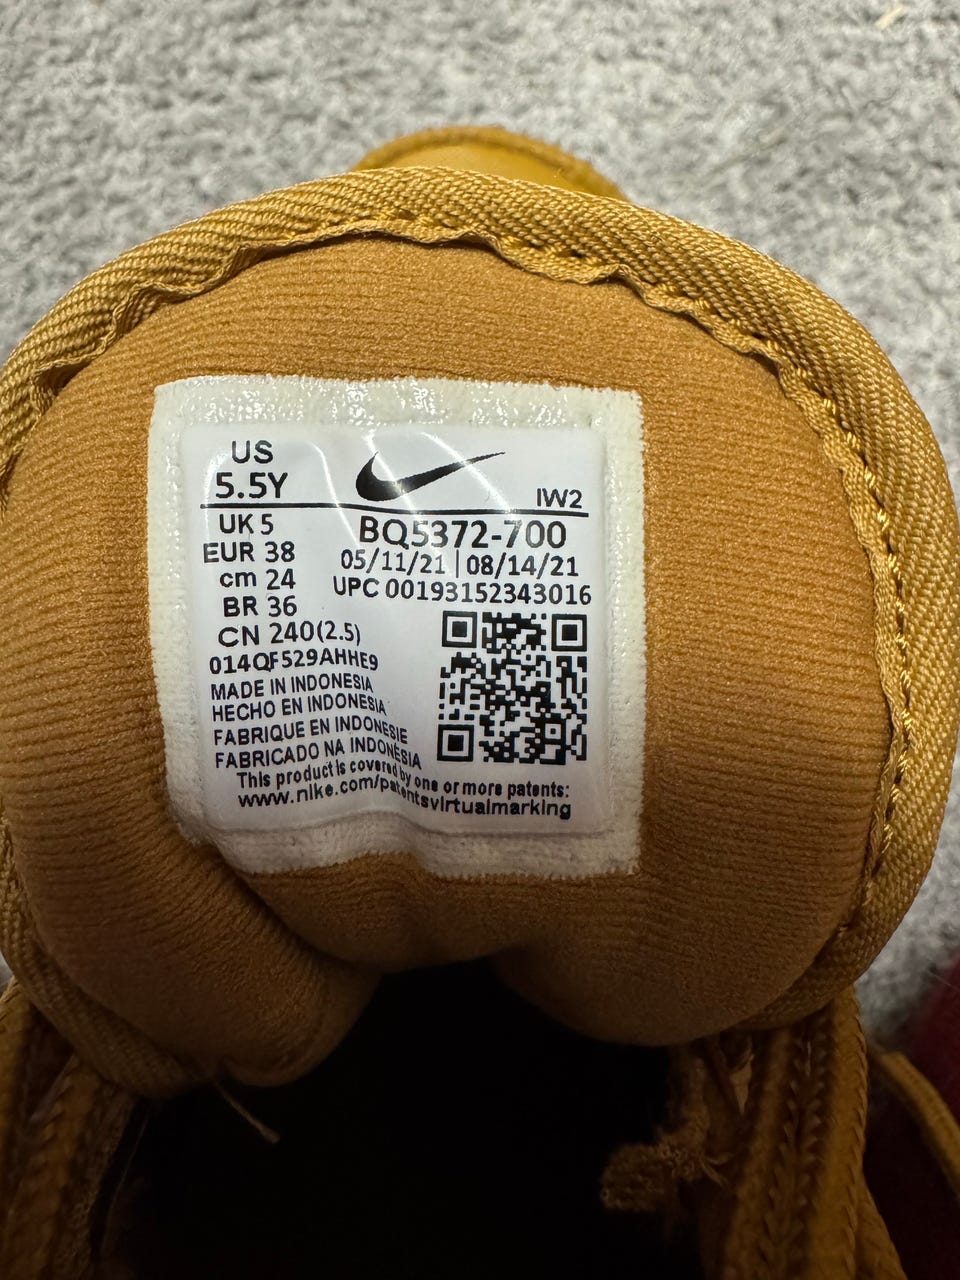 US
5.5Y
IW2
UK 5
EUR 38
cm 24
BR 36
CN 240(2.5)
BQ5372-700
05/11/21 | 08/14/21
UPC 00193152343016
014QF529AHHE9
MADE IN INDONESIA
HECHO EN INDONESIA
FABRIQUE EN INDONESIE
FABRICADO NA INDONÉSIA
This product is covered by one or more patents:
www.nike.com/patentsvirtualmarking